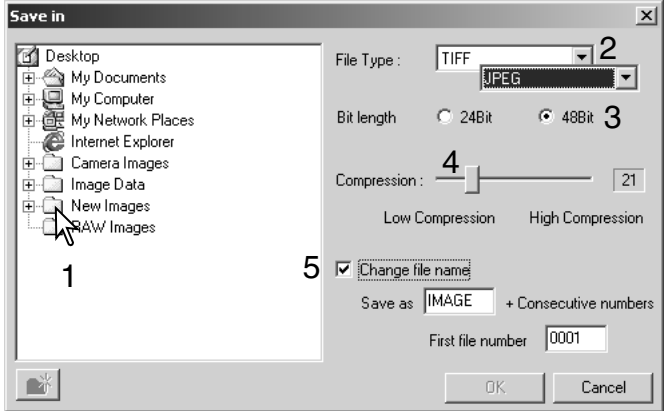 Save in
Desktop
My Documents
My Computer
My Network Places
Internet Explorer
Camera Images
Image Data
New Images
RAW Images
1
File Type :
TIFF
2
JPEG
Bit length
24Bit
48Bit
3
4
Compression :
21
Low Compression
High Compression
5
Change file name
Save as
IMAGE
+ Consecutive numbers
First file number
0001
OK
Cancel